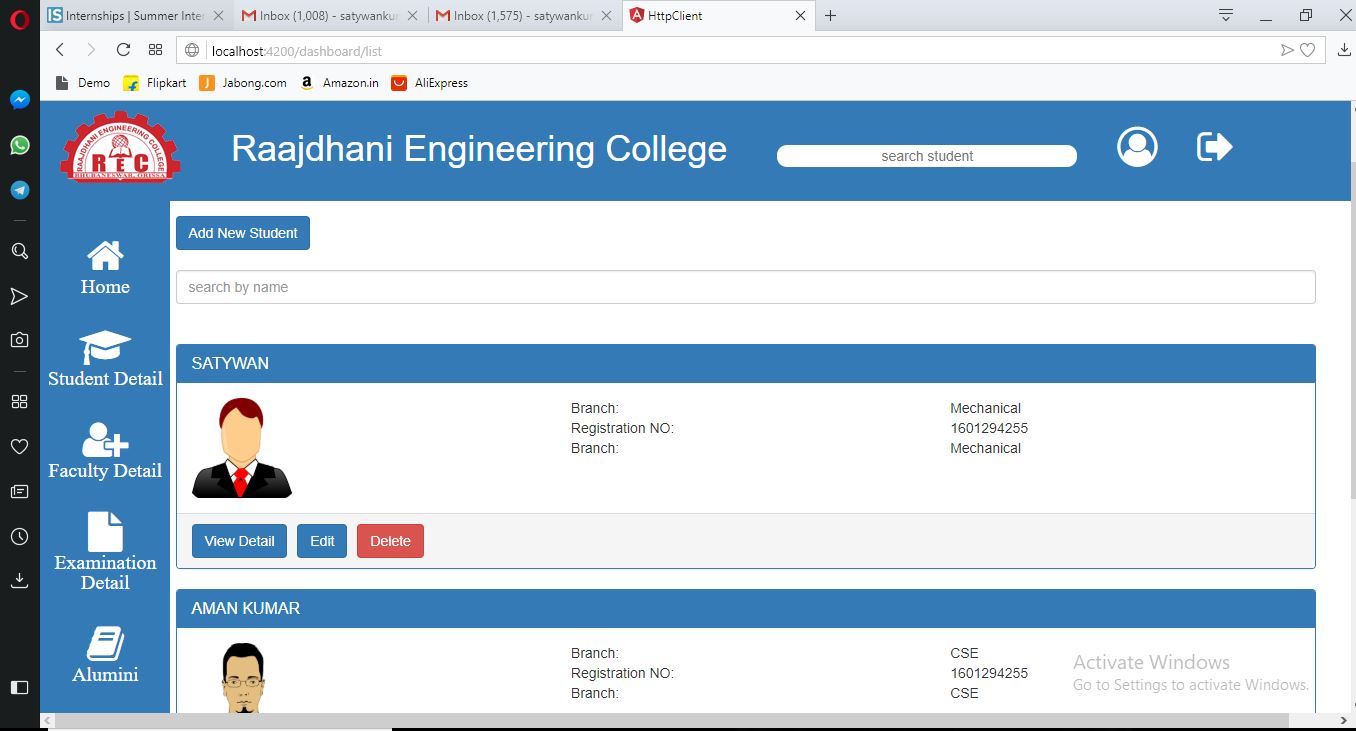 Internships | Summer Inter
Inbox (1,008) - satywankur
Inbox (1,575) - satywankur
HttpClient
localhost:4200/dashboard/list
Demo
Flipkart
Jabong.com
Amazon.in
AliExpress
RAAJDHANI ENGINEERING COLLEGE
REC
BHUBANESWAR, ORISSA
Raajdhani Engineering College
search student
Home
Student Detail
Faculty Detail
Examination
Detail
Alumini
Add New Student
search by name
SATYWAN
Branch: Mechanical
Registration NO: 1601294255
Branch: Mechanical
View Detail Edit Delete
AMAN KUMAR
Branch: CSE
Registration NO: 1601294255
Branch: CSE
Activate Windows
Go to Settings to activate Windows.